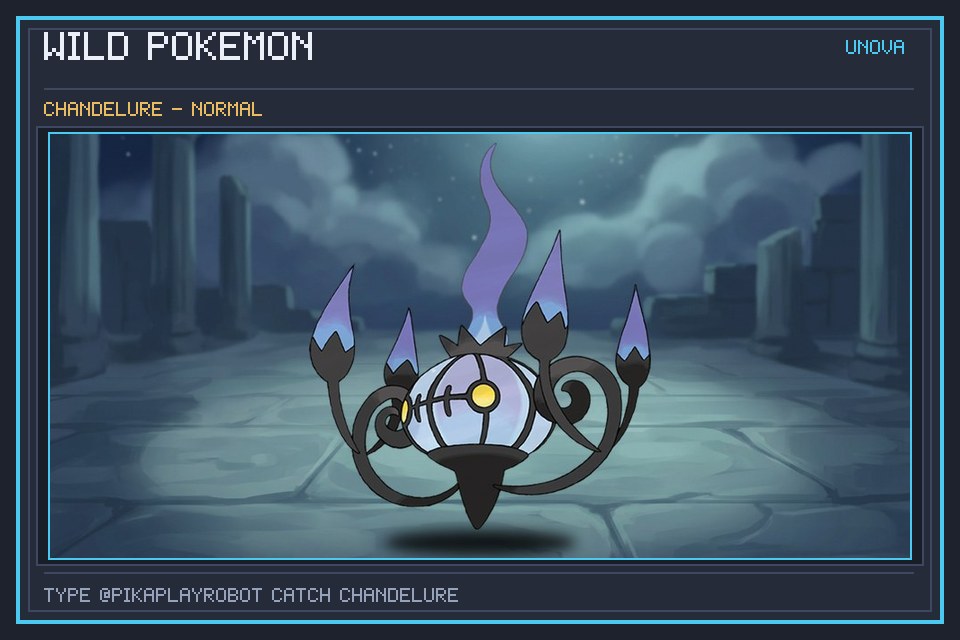 WILD POKEMON
UNOVA
CHANDELURE - NORMAL
TYPE @PIKAPLAYROBOT CATCH CHANDELURE